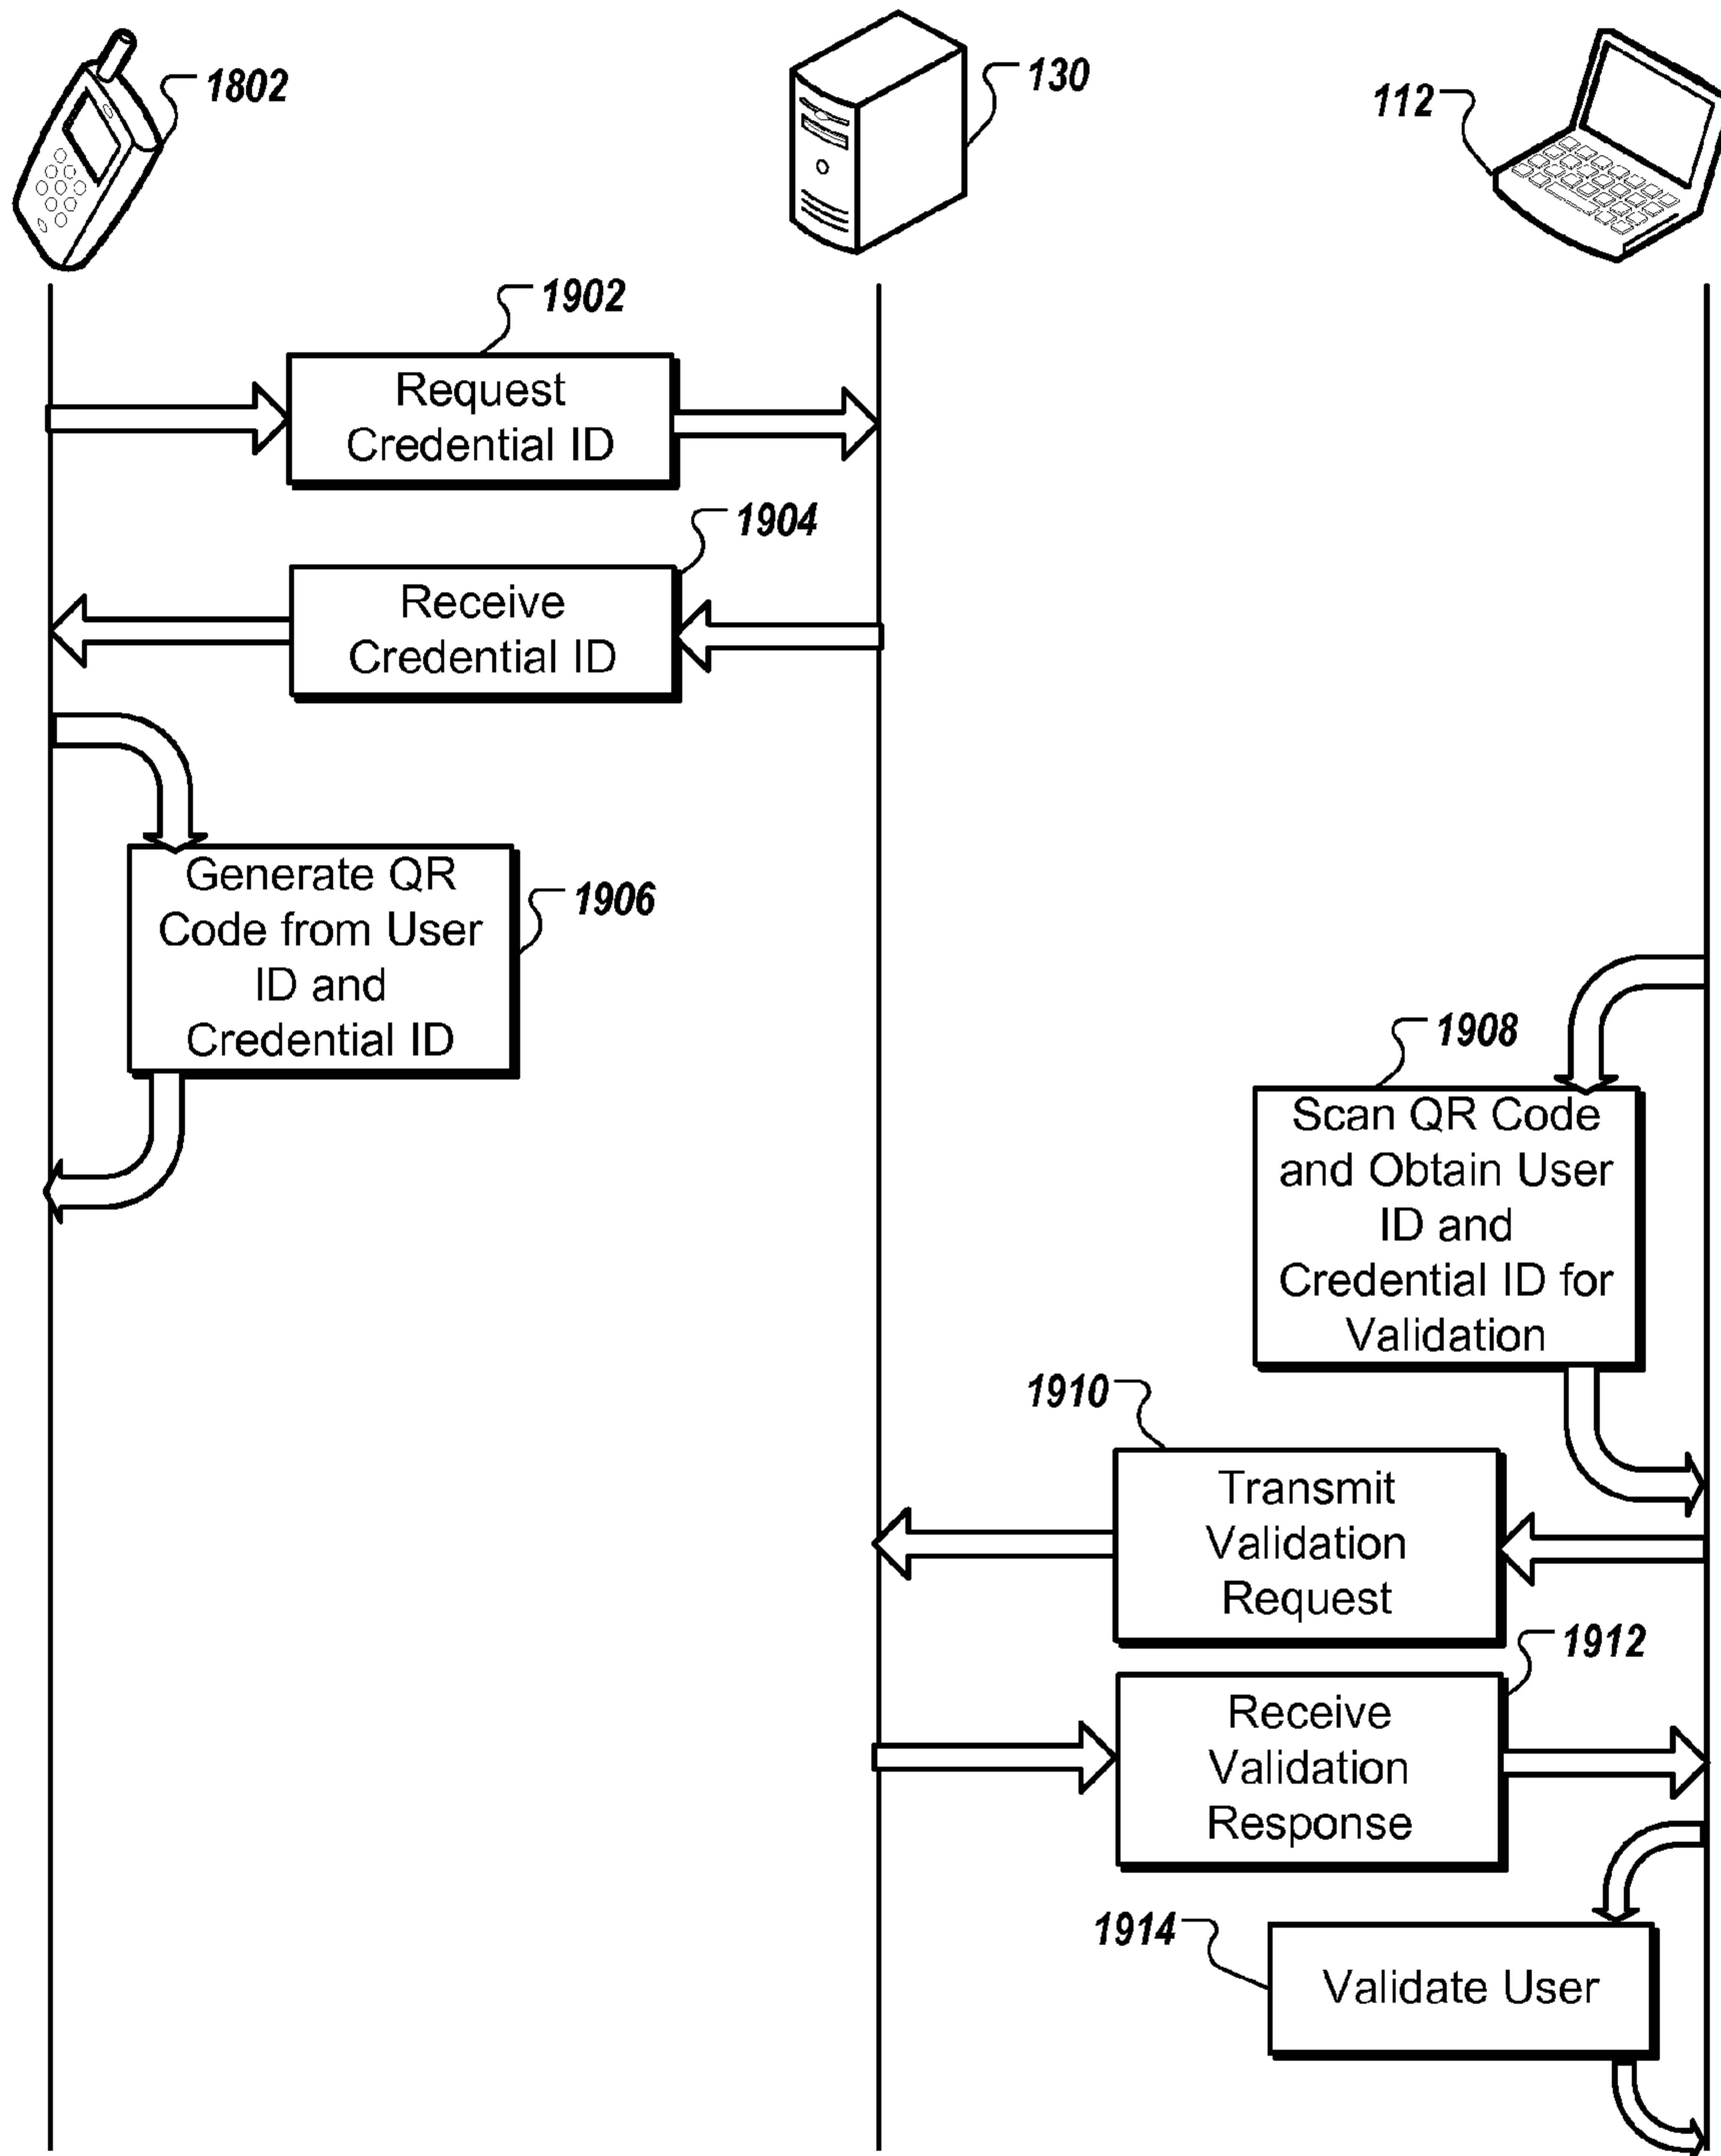 1802
130
112
1902
Request
Credential ID
1904
Receive
Credential ID
Generate QR
Code from User
ID and
Credential ID
1906
1908
Scan QR Code
and Obtain User
ID and
Credential ID for
Validation
1910
Transmit
Validation
Request
1912
Receive
Validation
Response
1914
Validate User